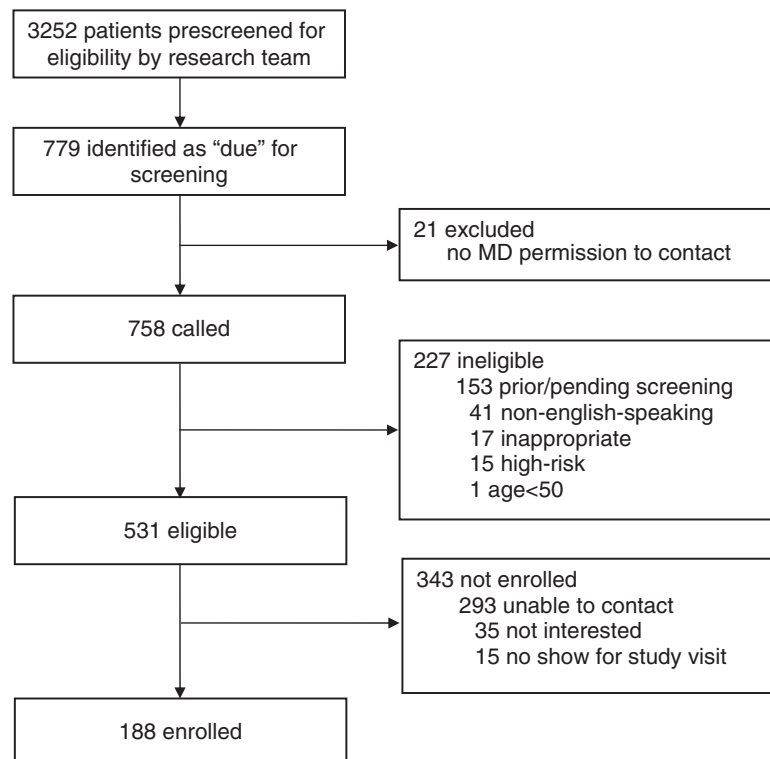 3252 patients prescreened for
eligibility by research team
779 identified as “due” for
screening
21 excluded
no MD permission to contact
758 called
227 ineligible
153 prior/pending screening
41 non-english-speaking
17 inappropriate
15 high-risk
1 age<50
531 eligible
343 not enrolled
293 unable to contact
35 not interested
15 no show for study visit
188 enrolled